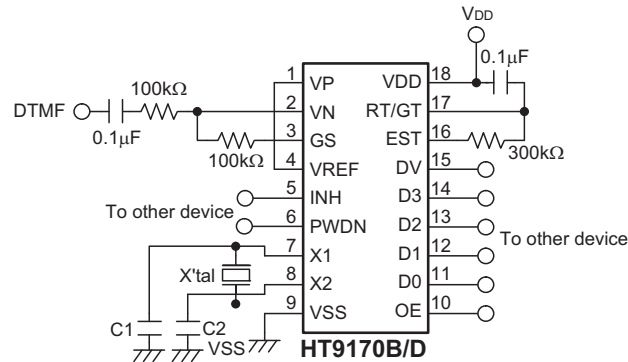 VDD
0.1μF
1 VP VDD 18
100kΩ
DTMF
0.1μF
2 VN RT/GT 17
3 GS EST 16
100kΩ
300kΩ
4 VREF DV 15
5 INH D3 14
To other device
6 PWDN D2 13
To other device
7 X1 D1 12
X'tal
8 X2 D0 11
9 VSS OE 10
C1 C2
VSS
HT9170B/D